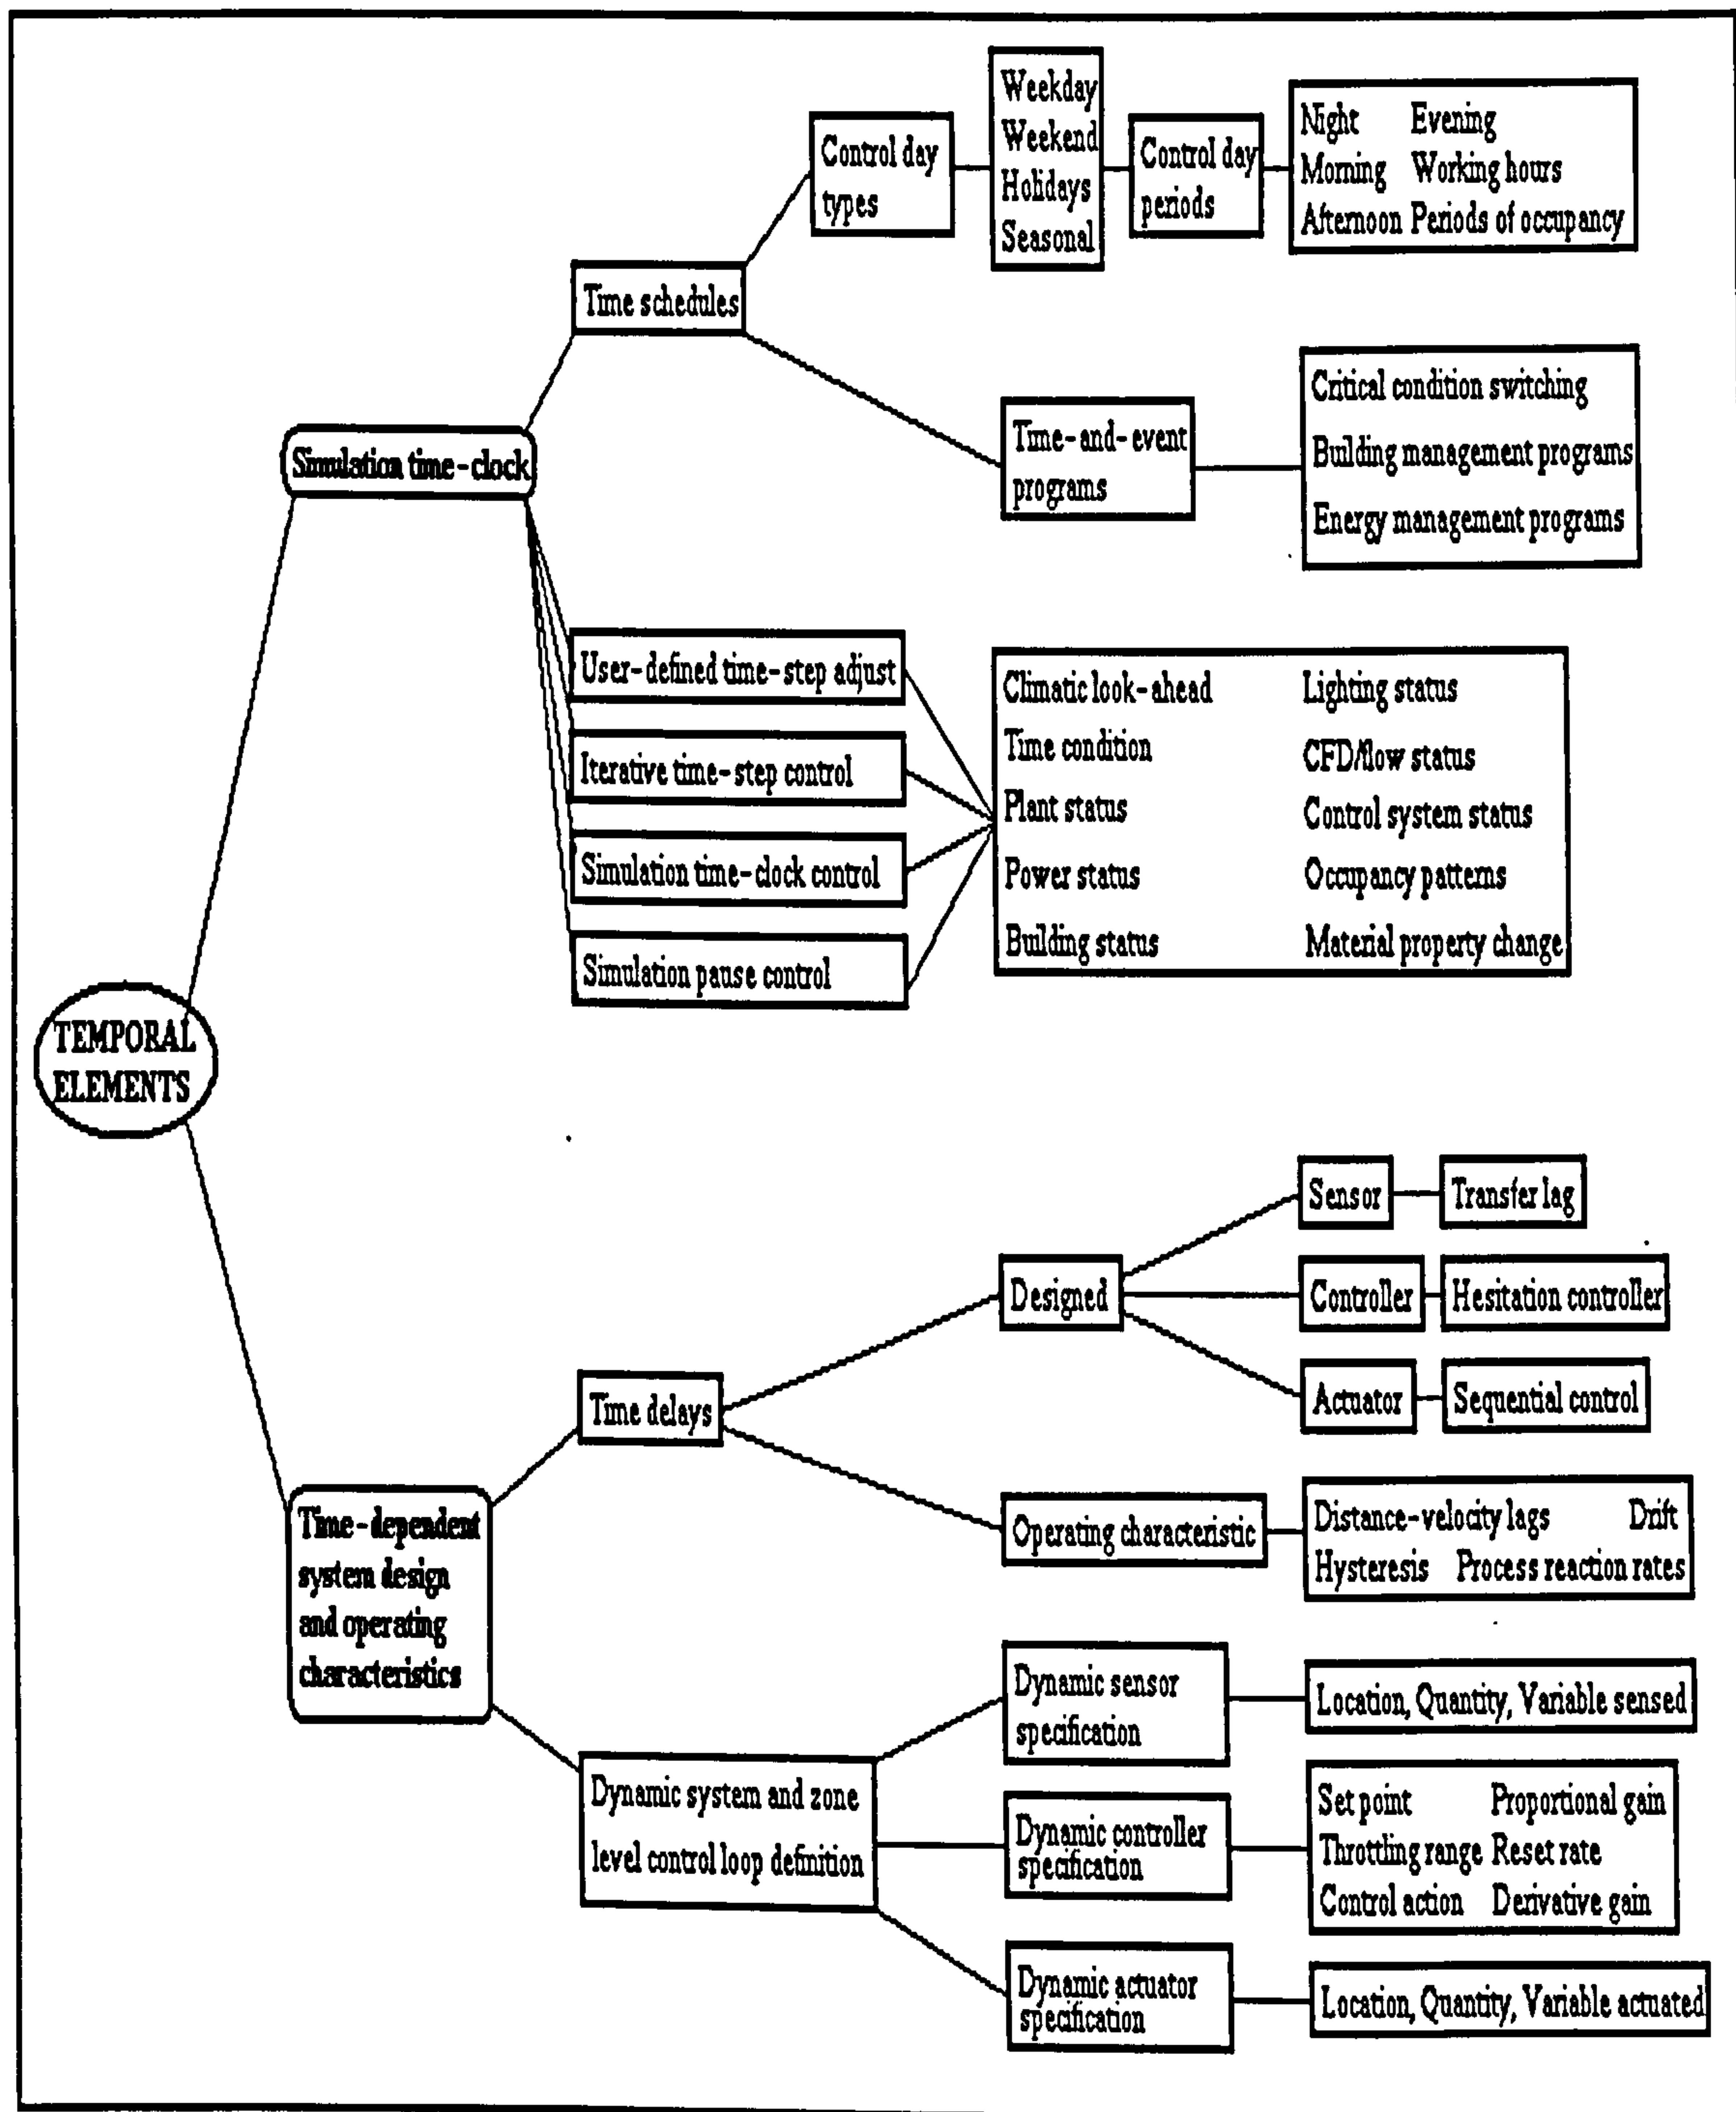 Weekday
Weekend
Holidays
Seasonal
Control day
types
Control day
periods
Night Evening
Morning Working hours
Afternoon Periods of occupancy
Time schedules
Time-and-event
programs
Critical condition switching
Building management programs
Energy management programs
Simulation time-clock
User-defined time-step adjust
Iterative time-step control
Simulation time-clock control
Simulation pause control
Climatic look-ahead Lighting status
Time condition CFD/flow status
Plant status Control system status
Power status Occupancy patterns
Building status Material property change
TEMPORAL
ELEMENTS
Sensor
Transfer lag
Designed
Controller
Hesitation controller
Actuator
Sequential control
Time delays
Operating characteristic
Distance-velocity lags Drift
Hysteresis Process reaction rates
Time-dependent
system design
and operating
characteristics
Dynamic sensor
specification
Location, Quantity, Variable sensed
Dynamic system and zone
level control loop definition
Dynamic controller
specification
Set point Proportional gain
Throttling range Reset rate
Control action Derivative gain
Dynamic actuator
specification
Location, Quantity, Variable actuated